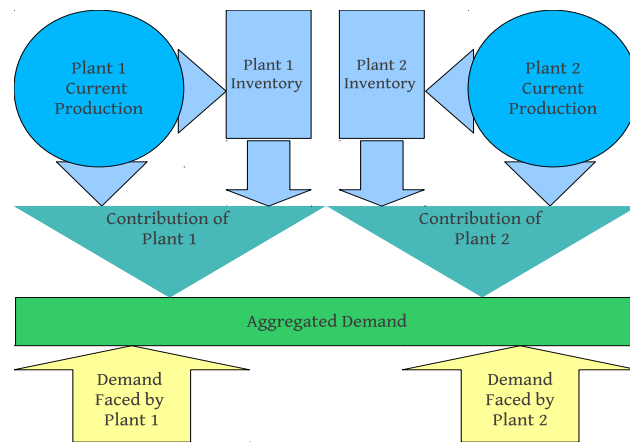 Plant 1
Current
Production
Plant 1
Inventory
Plant 2
Inventory
Plant 2
Current
Production
Contribution of
Plant 1
Contribution of
Plant 2
Aggregated Demand
Demand
Faced by
Plant 1
Demand
Faced by
Plant 2